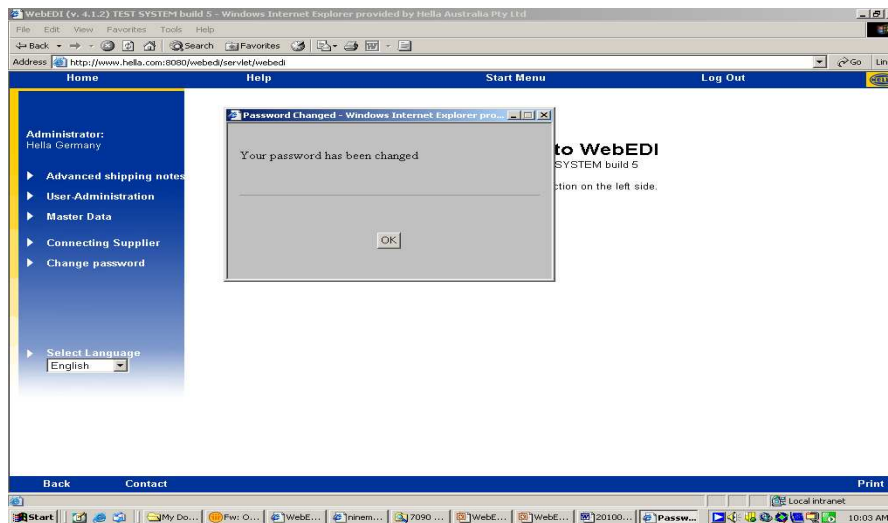 WebEDI (v. 4.1.2) TEST SYSTEM build 5 - Windows Internet Explorer provided by Hella Australia Pty Ltd
File Edit View Favorites Tools Help
Back Search Favorites
Address http://www.hella.com:8080/webedi/servlet/webedi Go Lin
Home Help Start Menu Log Out
Password Changed - Windows Internet Explorer pro...
Administrator:
Hella Germany
Your password has been changed
to WebEDI
SYSTEM build 5
ction on the left side.
Advanced shipping notes
User-Administration
Master Data
OK
Connecting Supplier
Change password
Select Language
English
Back Contact Print
Local intranet
Start My Do... Fw: O... WebE... ninem... 7090 ... WebE... WebE... 20100... Passw... 10:03 AM